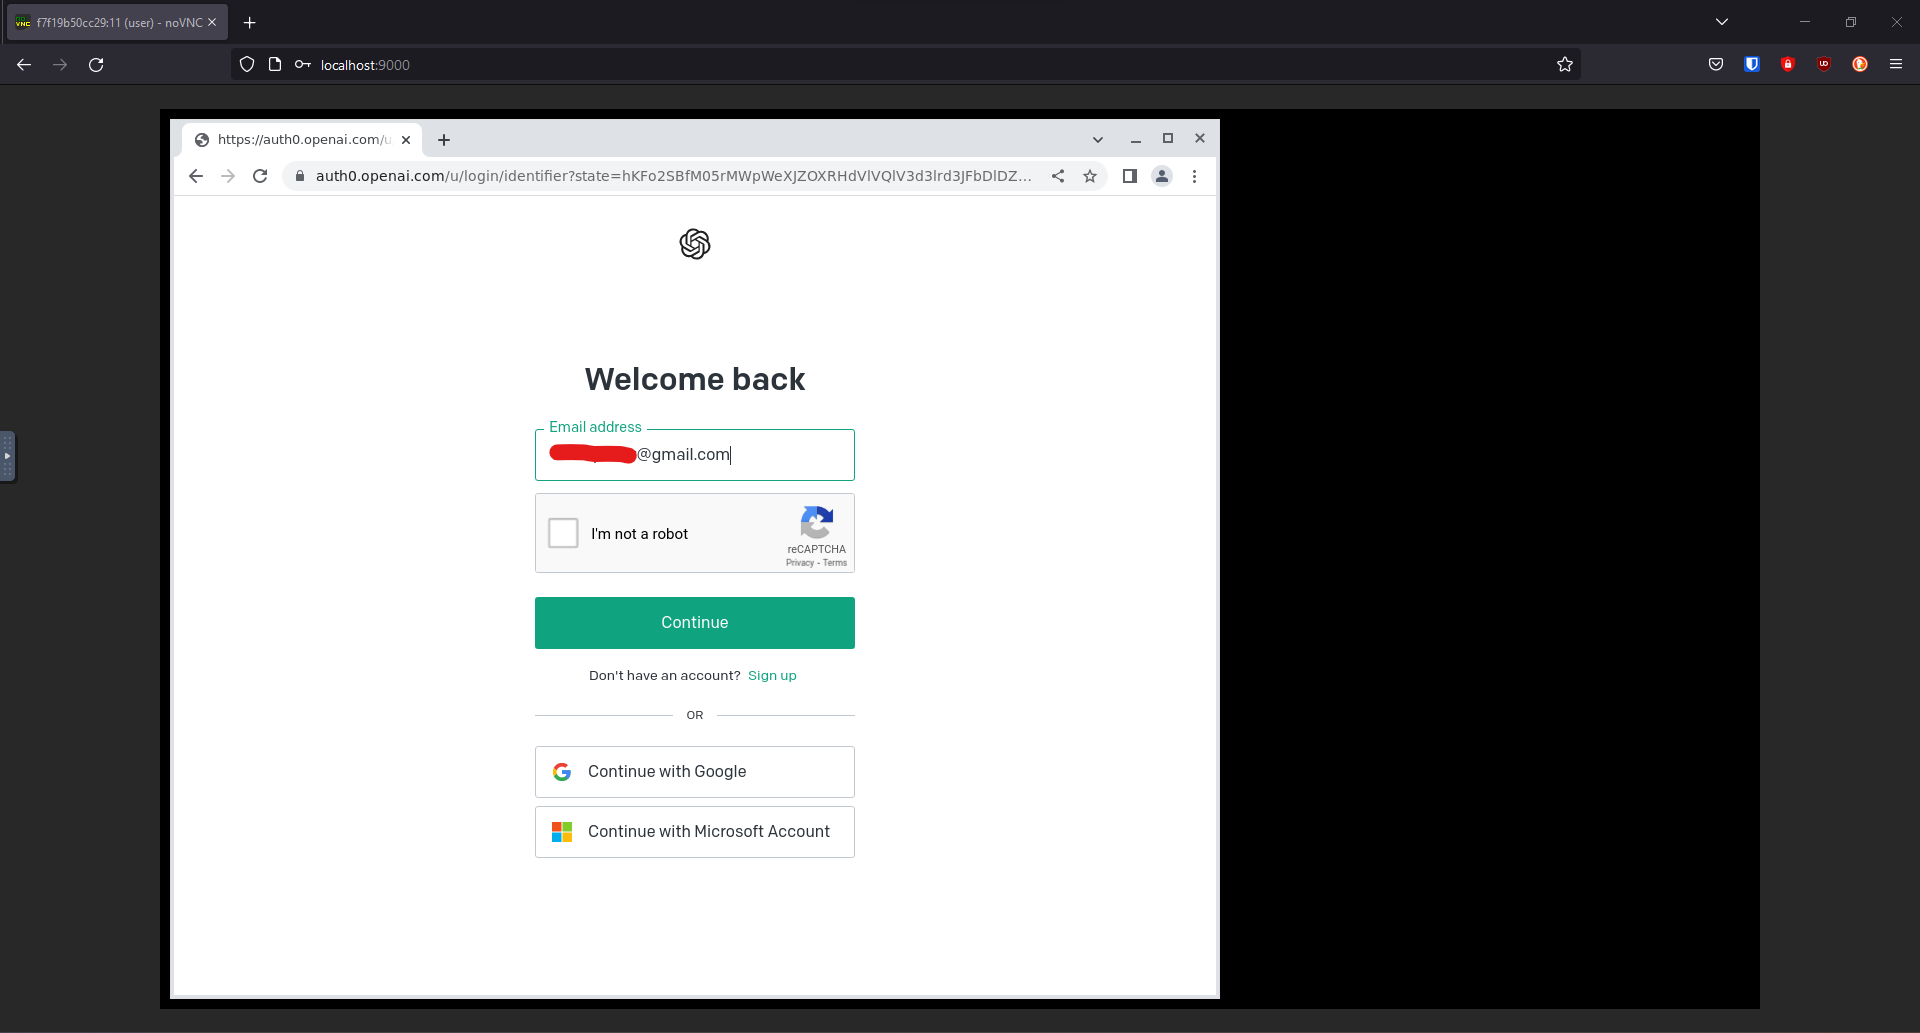 f7f19b50cc29:11 (user) - noVNC
localhost:9000
https://auth0.openai.com/u
auth0.openai.com/u/login/identifier?state=hKFo2SBfM05rMWpWeXJZOXRHdVlVQlV3d3lrd3JFbDlDZ...
Welcome back
Email address
@gmail.com
I'm not a robot
reCAPTCHA
Privacy - Terms
Continue
Don't have an account? Sign up
OR
Continue with Google
Continue with Microsoft Account